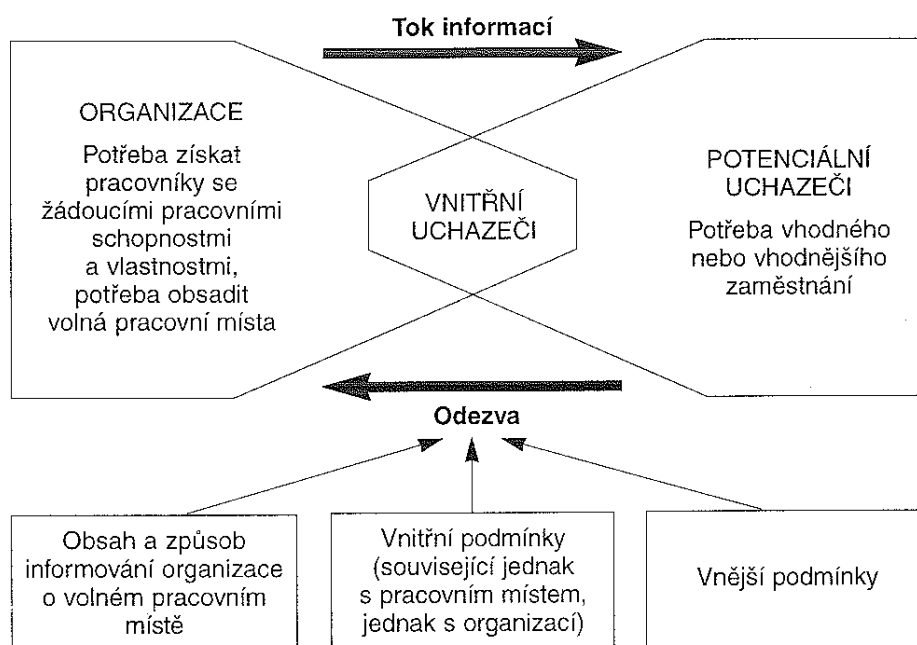 Tok informací
ORGANIZACE
Potřeba získat
pracovníky se
žádoucími pracovními
schopnostmi
a vlastnostmi,
potřeba obsadit
volná pracovní místa
VNITŘNÍ
UCHAZEČI
POTENCIÁLNÍ
UCHAZEČI
Potřeba vhodného
nebo vhodnějšího
zaměstnání
Odezva
Obsah a způsob
informování organizace
o volném pracovním
místě
Vnitřní podmínky
(související jednak
s pracovním místem,
jednak s organizací)
Vnější podmínky